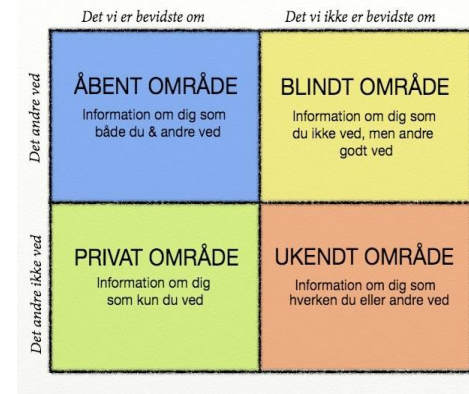 Det vi er bevidste om
Det vi ikke er bevidste om
Det andre ved
ÅBENT OMRÅDE
Information om dig som
både du & andre ved
BLINDT OMRÅDE
Information om dig som
du ikke ved, men andre
godt ved
Det andre ikke ved
PRIVAT OMRÅDE
Information om dig
som kun du ved
UKENDT OMRÅDE
Information om dig som
hverken du eller andre ved